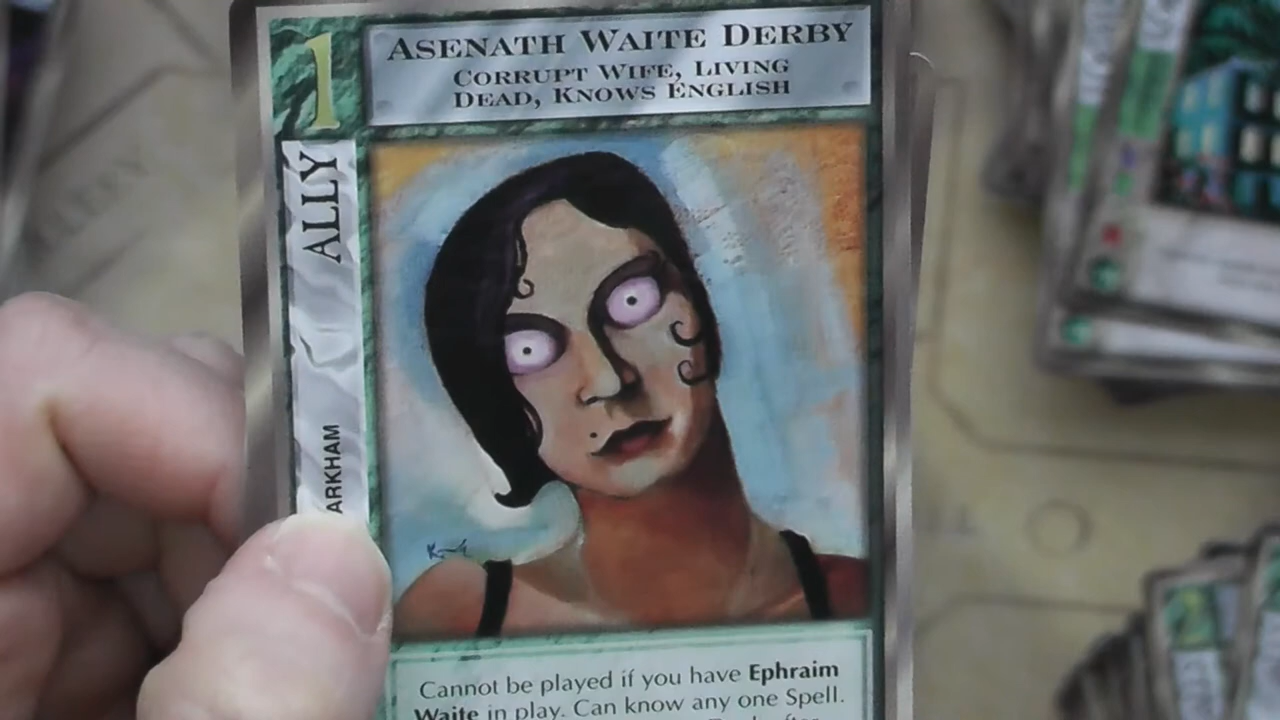 1
ASENATH WAITE DERBY
CORRUPT WIFE, LIVING
DEAD, KNOWS ENGLISH
ALLY
ARKHAM
Cannot be played if you have Ephraim
Waite in play. Can know any one Spell.